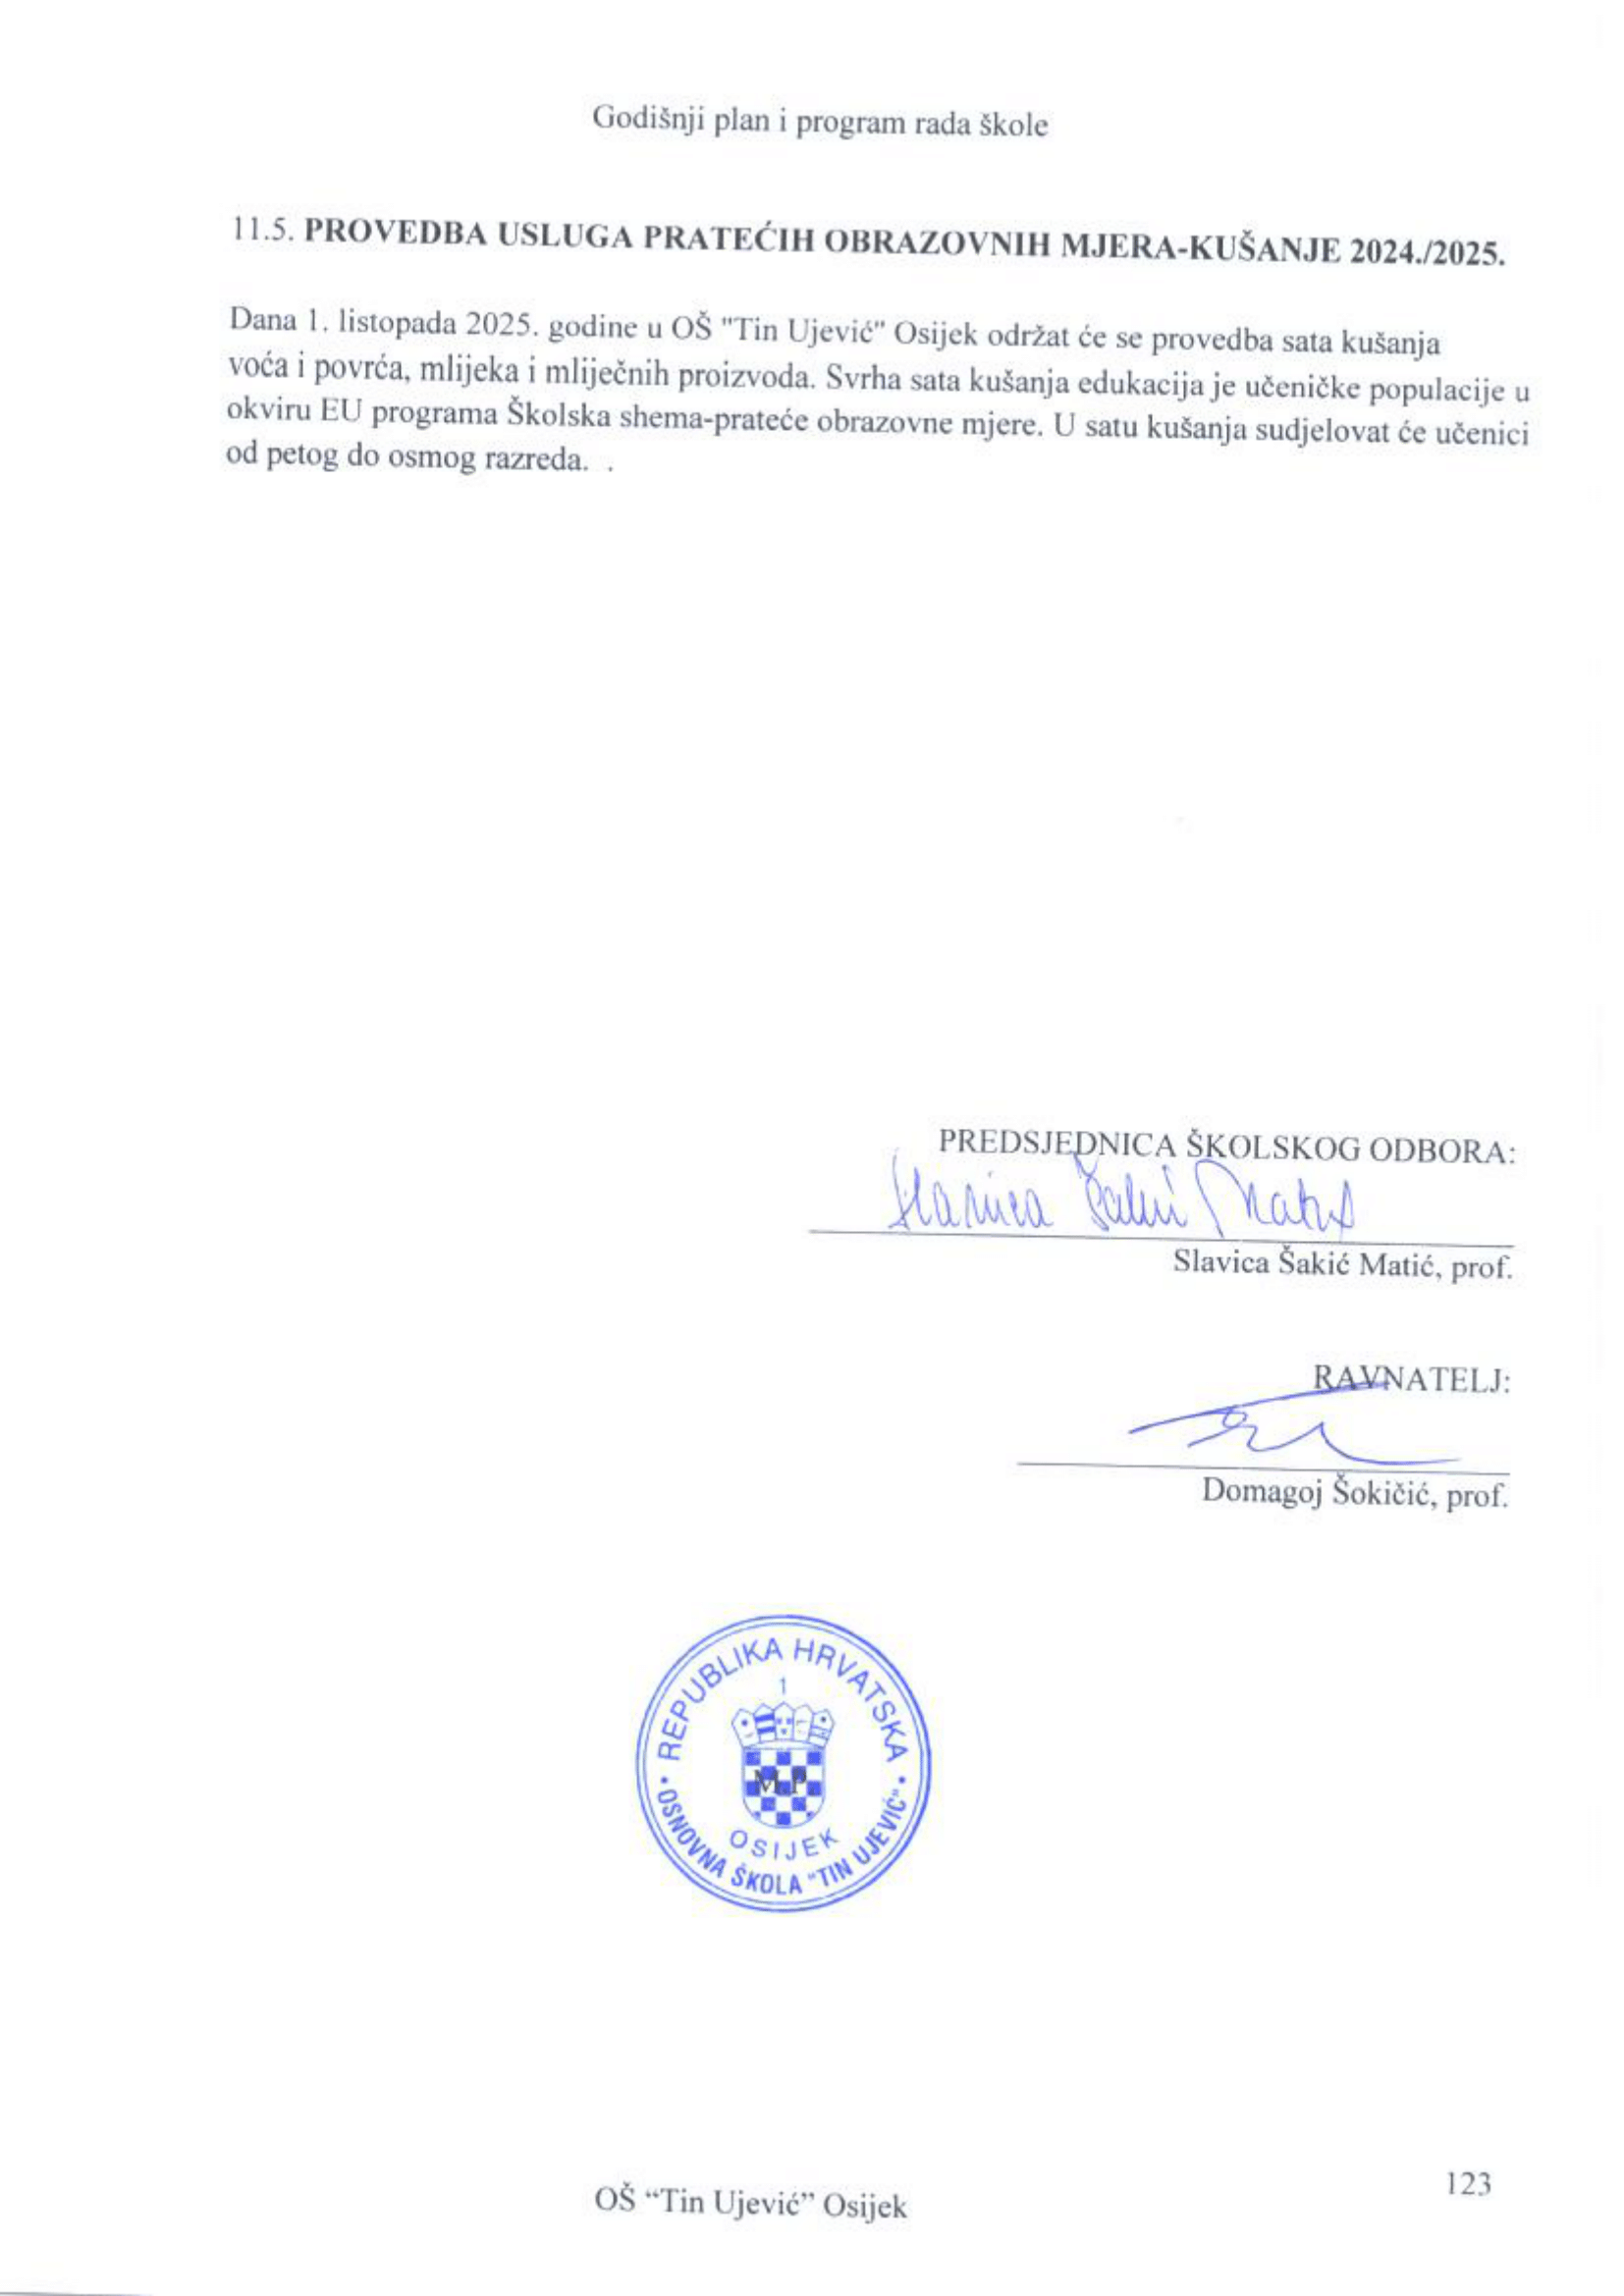 Godišnji plan i program rada škole
11.5. PROVEDBA USLUGA PRATEĆIH OBRAZOVNIH MJERA-KUŠANJE 2024./2025.
Dana 1. listopada 2025. godine u OŠ "Tin Ujević" Osijek održat će se provedba sata kušanja
voća i povrća, mlijeka i mliječnih proizvoda. Svrha sata kušanja edukacija je učeničke populacije u
okviru EU programa Školska shema-prateće obrazovne mjere. U satu kušanja sudjelovat će učenici
od petog do osmog razreda. .
PREDSJEDNICA ŠKOLSKOG ODBORA:
Slavica Šakić Matić
Slavica Šakić Matić, prof.
RAVNATELJ:
Domagoj Šokičić, prof.
REPUBLIKA HRVATSKA
1
M.P.
OSIJEK
OSNOVNA ŠKOLA "TIN UJEVIĆ"
123
OŠ “Tin Ujević” Osijek